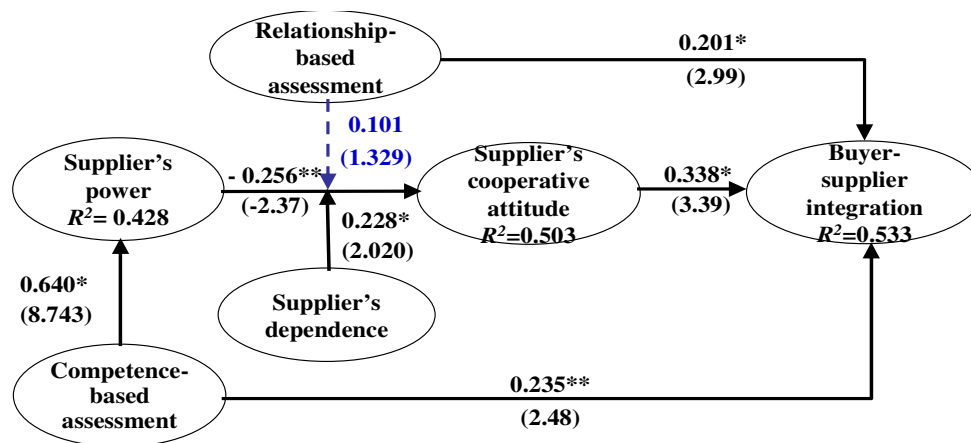 Relationship-
based
assessment
0.201*
(2.99)
0.101
(1.329)
Supplier's
power
R²= 0.428
- 0.256**
(-2.37)
0.228*
(2.020)
Supplier's
cooperative
attitude
R²=0.503
0.338*
(3.39)
Buyer-
supplier
integration
R²=0.533
0.640*
(8.743)
Supplier's
dependence
Competence-
based
assessment
0.235**
(2.48)